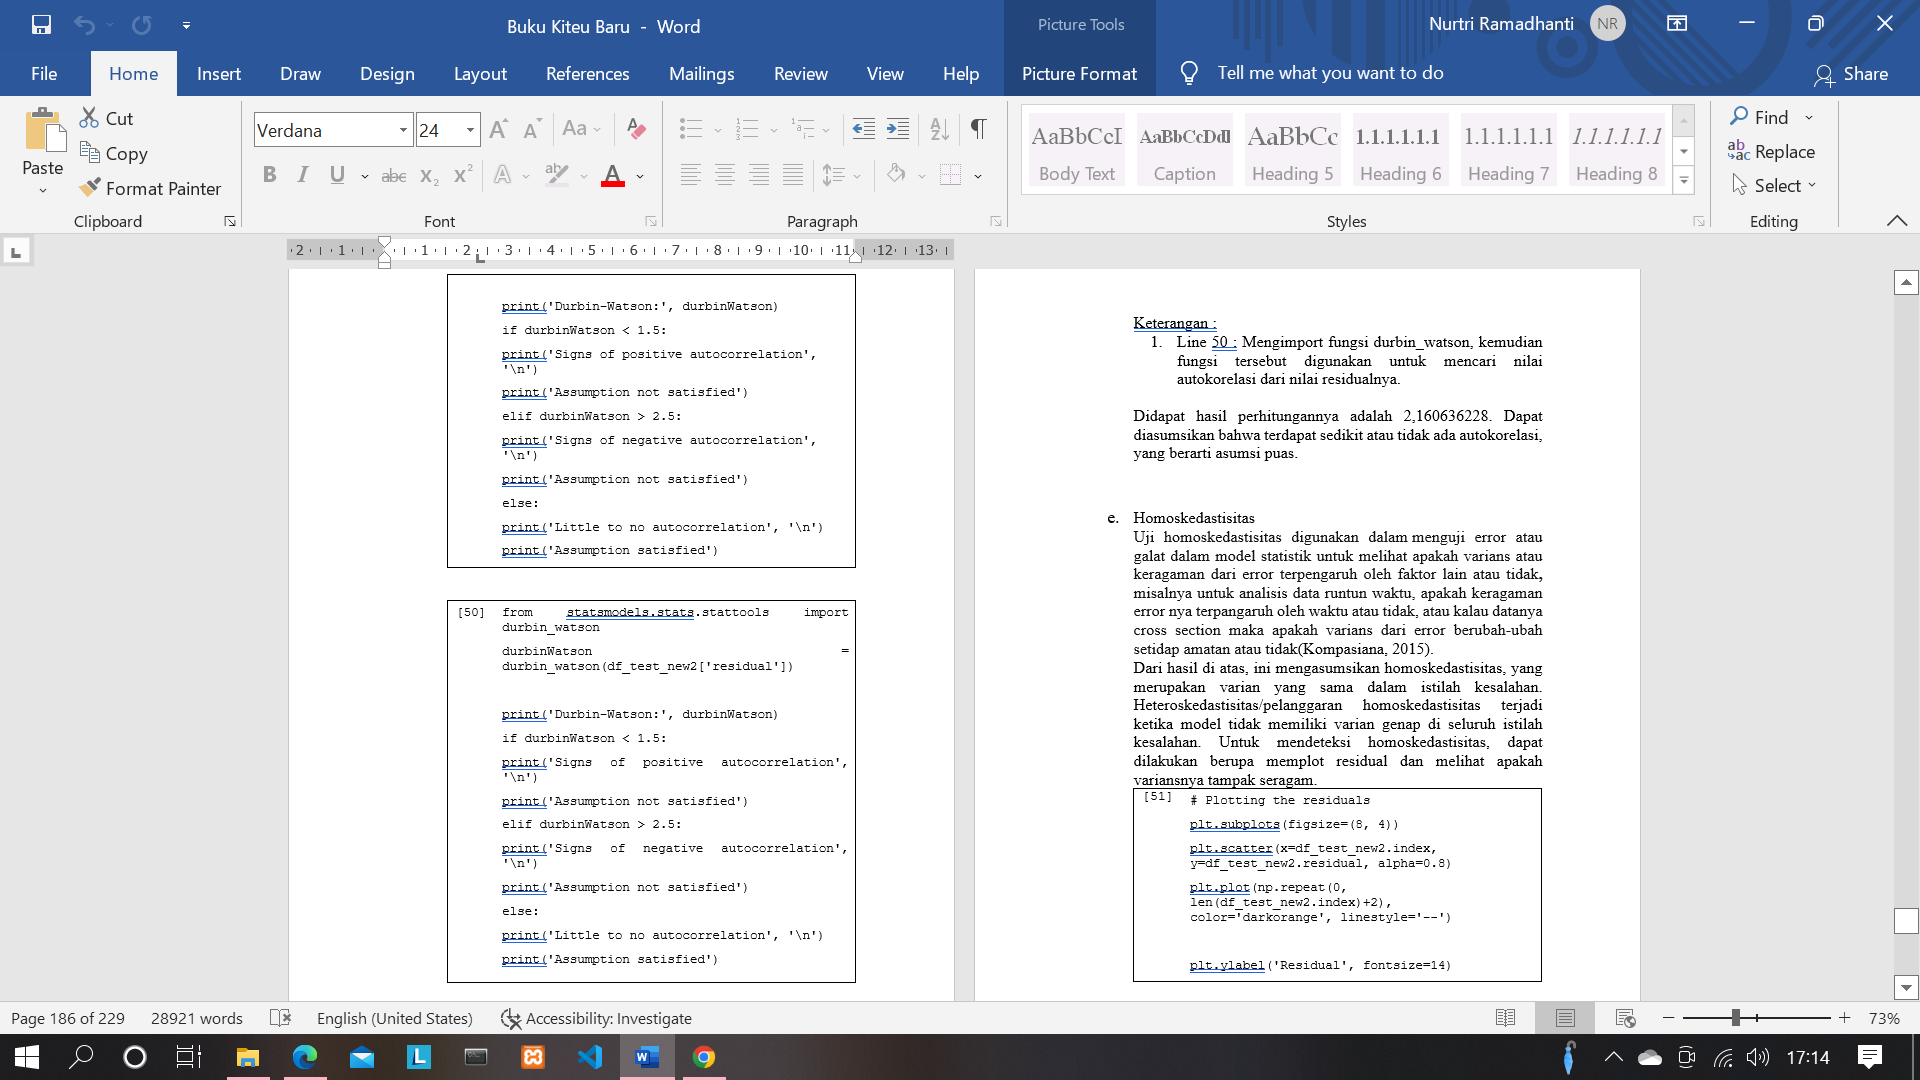 Buku Kiteu Baru - Word
Picture Tools
Nurtri Ramadhanti
NR
File
Home
Insert
Draw
Design
Layout
References
Mailings
Review
View
Help
Picture Format
Tell me what you want to do
Share
Paste
Cut
Copy
Format Painter
Clipboard
Verdana
24
Font
Paragraph
AaBbCcI
Body Text
AaBbCcDdI
Caption
AaBbCc
Heading 5
1.1.1.1.1.1
Heading 6
1.1.1.1.1.1
Heading 7
1.1.1.1.1.1
Heading 8
Styles
Find
Replace
Select
Editing
2 1 1 2 3 4 5 6 7 8 9 10 11 12 13
print('Durbin-Watson:', durbinWatson)
if durbinWatson < 1.5:
print('Signs of positive autocorrelation',
'\n')
print('Assumption not satisfied')
elif durbinWatson > 2.5:
print('Signs of negative autocorrelation',
'\n')
print('Assumption not satisfied')
else:
print('Little to no autocorrelation', '\n')
print('Assumption satisfied')
[50] from statsmodels.stats.stattools import
durbin_watson
durbinWatson =
durbin_watson(df_test_new2['residual'])
print('Durbin-Watson:', durbinWatson)
if durbinWatson < 1.5:
print('Signs of positive autocorrelation',
'\n')
print('Assumption not satisfied')
elif durbinWatson > 2.5:
print('Signs of negative autocorrelation',
'\n')
print('Assumption not satisfied')
else:
print('Little to no autocorrelation', '\n')
print('Assumption satisfied')
Keterangan :
1. Line 50 : Mengimport fungsi durbin_watson, kemudian
fungsi tersebut digunakan untuk mencari nilai
autokorelasi dari nilai residualnya.
Didapat hasil perhitungannya adalah 2,160636228. Dapat
diasumsikan bahwa terdapat sedikit atau tidak ada autokorelasi,
yang berarti asumsi puas.
e. Homoskedastisitas
Uji homoskedastisitas digunakan dalam menguji error atau
galat dalam model statistik untuk melihat apakah varians atau
keragaman dari error terpengaruh oleh faktor lain atau tidak,
misalnya untuk analisis data runtun waktu, apakah keragaman
error nya terpangaruh oleh waktu atau tidak, atau kalau datanya
cross section maka apakah varians dari error berubah-ubah
setidap amatan atau tidak(Kompasiana, 2015).
Dari hasil di atas, ini mengasumsikan homoskedastisitas, yang
merupakan varian yang sama dalam istilah kesalahan.
Heteroskedastisitas/pelanggaran homoskedastisitas terjadi
ketika model tidak memiliki varian genap di seluruh istilah
kesalahan. Untuk mendeteksi homoskedastisitas, dapat
dilakukan berupa memplot residual dan melihat apakah
variansnya tampak seragam.
[51] # Plotting the residuals
plt.subplots(figsize=(8, 4))
plt.scatter(x=df_test_new2.index,
y=df_test_new2.residual, alpha=0.8)
plt.plot(np.repeat(0,
len(df_test_new2.index)+2),
color='darkorange', linestyle='--')
plt.ylabel('Residual', fontsize=14)
Page 186 of 229
28921 words
English (United States)
Accessibility: Investigate
73%
17:14